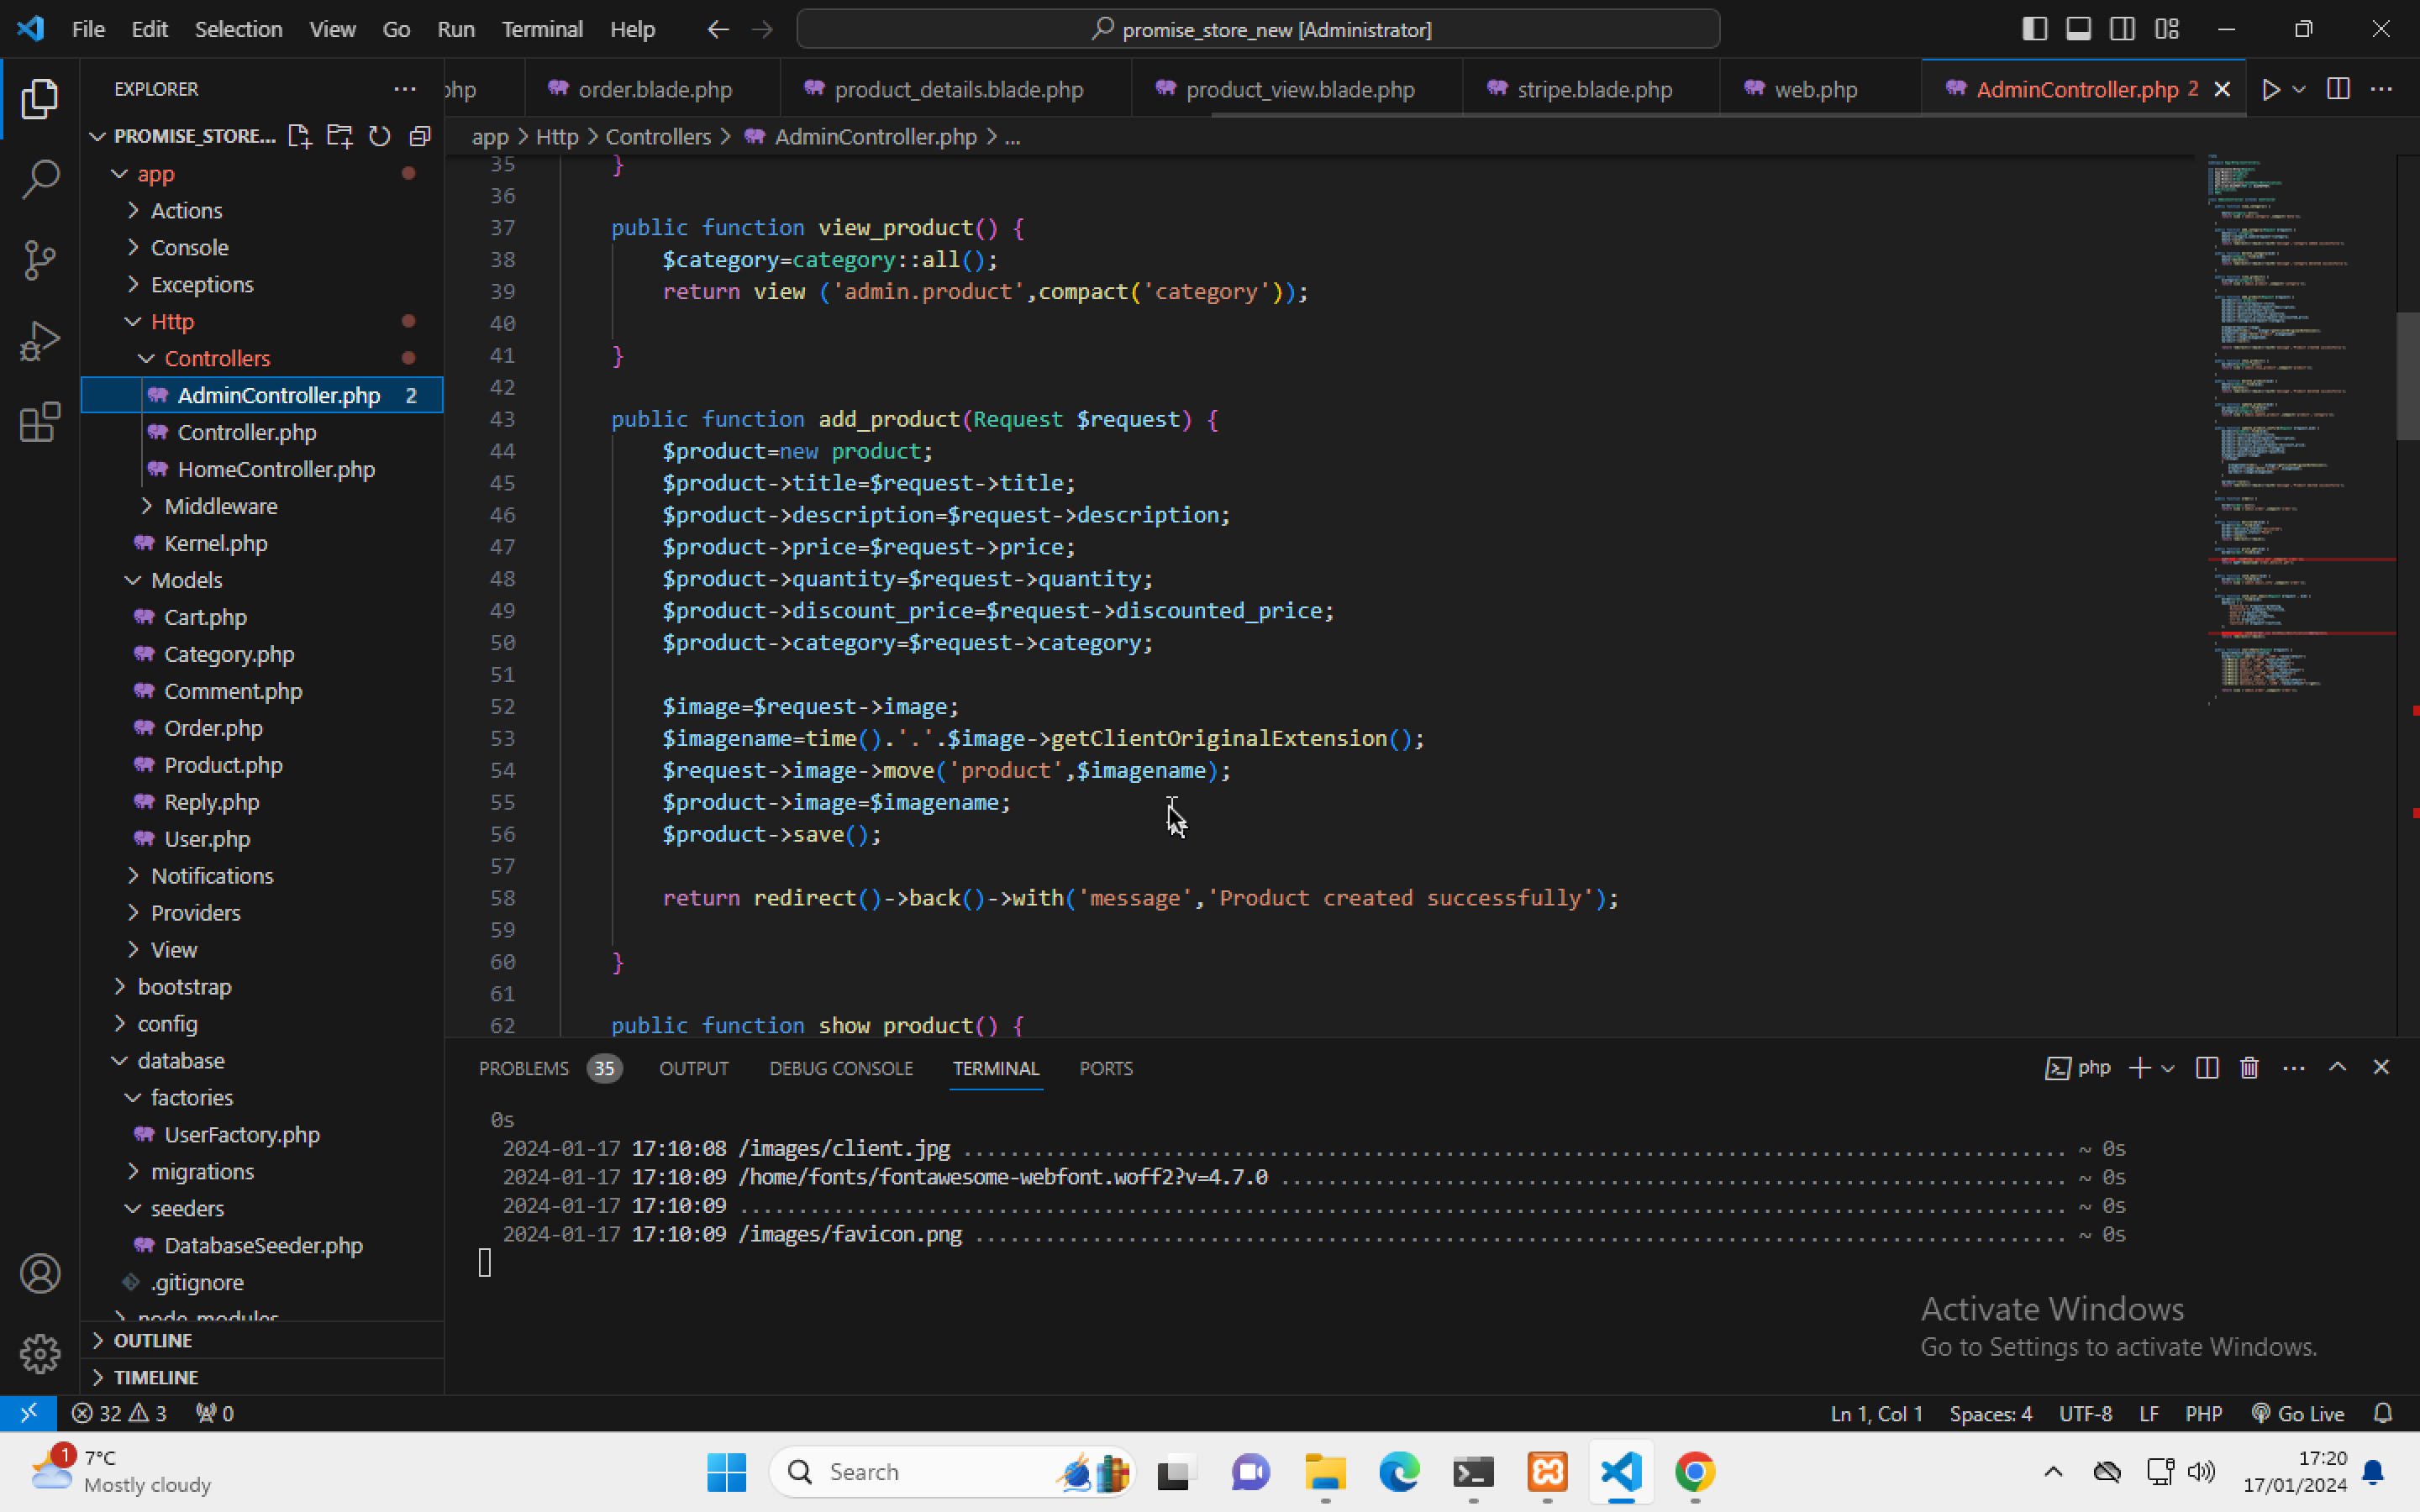 File Edit Selection View Go Run Terminal Help
promise_store_new [Administrator]
EXPLORER
php
order.blade.php
product_details.blade.php
product_view.blade.php
stripe.blade.php
web.php
AdminController.php 2
PROMISE_STORE...
app > Http > Controllers > AdminController.php > ...
app
Actions
Console
Exceptions
Http
Controllers
AdminController.php 2
Controller.php
HomeController.php
Middleware
Kernel.php
Models
Cart.php
Category.php
Comment.php
Order.php
Product.php
Reply.php
User.php
Notifications
Providers
View
bootstrap
config
database
factories
UserFactory.php
migrations
seeders
DatabaseSeeder.php
.gitignore
node_modules
OUTLINE
TIMELINE
35 }
36
37 public function view_product() {
38 $category=category::all();
39 return view ('admin.product',compact('category'));
40
41 }
42
43 public function add_product(Request $request) {
44 $product=new product;
45 $product->title=$request->title;
46 $product->description=$request->description;
47 $product->price=$request->price;
48 $product->quantity=$request->quantity;
49 $product->discount_price=$request->discounted_price;
50 $product->category=$request->category;
51
52 $image=$request->image;
53 $imagename=time().'.'.$image->getClientOriginalExtension();
54 $request->image->move('product',$imagename);
55 $product->image=$imagename;
56 $product->save();
57
58 return redirect()->back()->with('message','Product created successfully');
59
60 }
61
62 public function show_product() {
PROBLEMS 35 OUTPUT DEBUG CONSOLE TERMINAL PORTS
php
0s
2024-01-17 17:10:08 /images/client.jpg ........................................ ~ 0s
2024-01-17 17:10:09 /home/fonts/fontawesome-webfont.woff2?v=4.7.0 ........................................ ~ 0s
2024-01-17 17:10:09 ........................................ ~ 0s
2024-01-17 17:10:09 /images/favicon.png ........................................ ~ 0s
Activate Windows
Go to Settings to activate Windows.
32 3 0
Ln 1, Col 1 Spaces: 4 UTF-8 LF PHP Go Live
1
7°C
Mostly cloudy
Search
17:20
17/01/2024